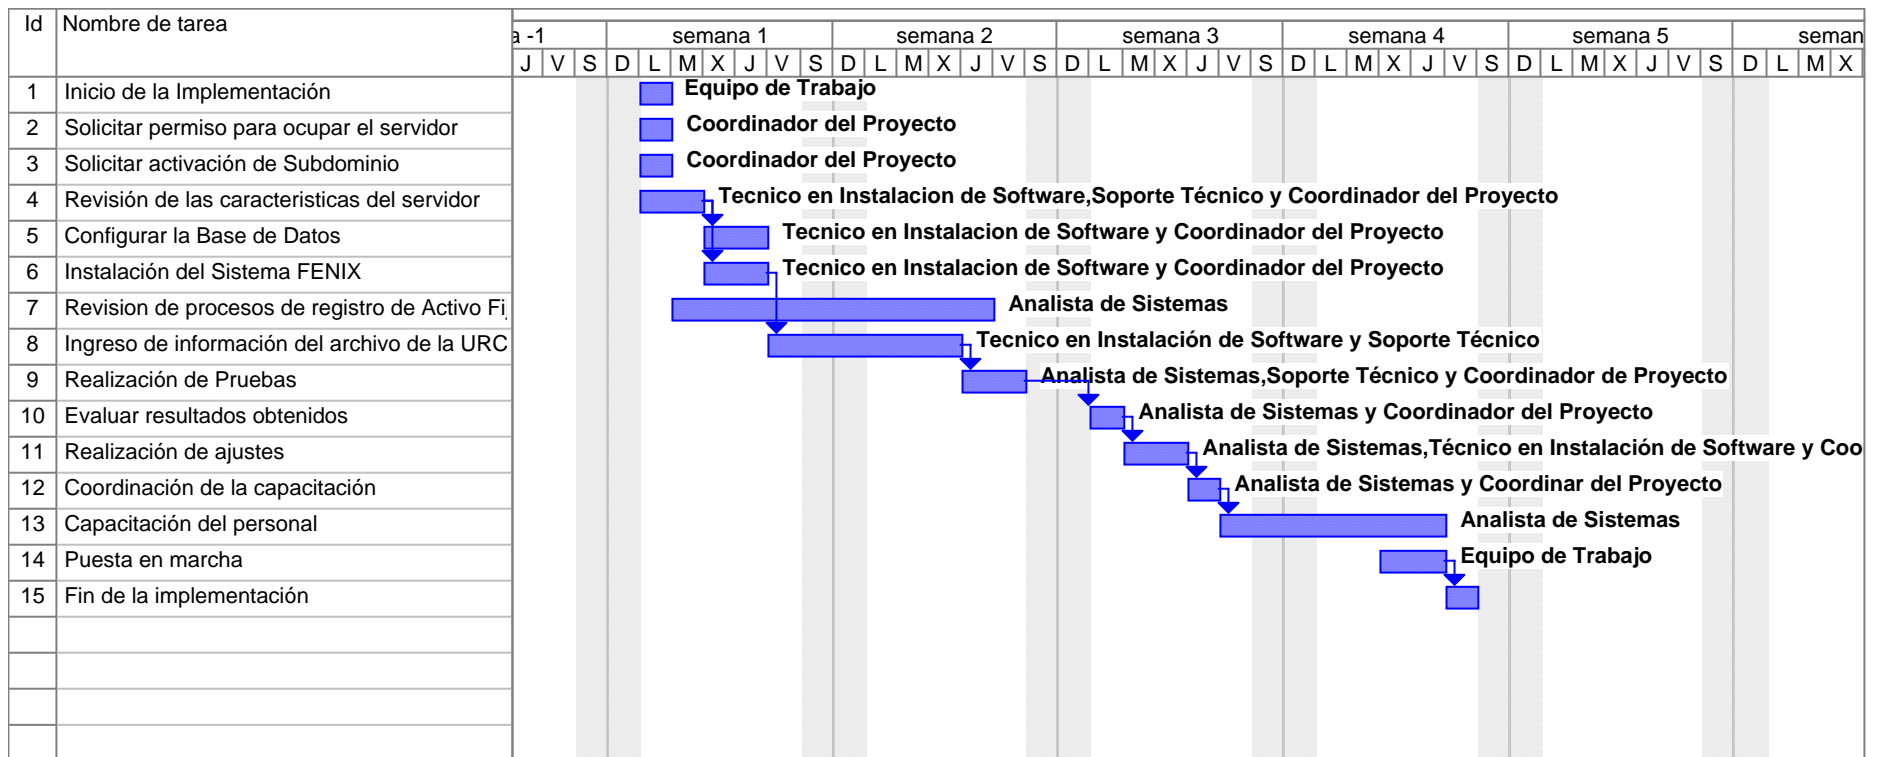 Id Nombre de tarea
a -1 semana 1 semana 2 semana 3 semana 4 semana 5 seman
J V S D L M X J V S D L M X J V S D L M X J V S D L M X J V S D L M X J V S D L M X
1 Inicio de la Implementación Equipo de Trabajo
2 Solicitar permiso para ocupar el servidor Coordinador del Proyecto
3 Solicitar activación de Subdominio Coordinador del Proyecto
4 Revisión de las caracteristicas del servidor Tecnico en Instalacion de Software,Soporte Técnico y Coordinador del Proyecto
5 Configurar la Base de Datos Tecnico en Instalacion de Software y Coordinador del Proyecto
6 Instalación del Sistema FENIX Tecnico en Instalacion de Software y Coordinador del Proyecto
7 Revision de procesos de registro de Activo Fij Analista de Sistemas
8 Ingreso de información del archivo de la URC Tecnico en Instalación de Software y Soporte Técnico
9 Realización de Pruebas Analista de Sistemas,Soporte Técnico y Coordinador de Proyecto
10 Evaluar resultados obtenidos Analista de Sistemas y Coordinador del Proyecto
11 Realización de ajustes Analista de Sistemas,Técnico en Instalación de Software y Coo
12 Coordinación de la capacitación Analista de Sistemas y Coordinar del Proyecto
13 Capacitación del personal Analista de Sistemas
14 Puesta en marcha Equipo de Trabajo
15 Fin de la implementación